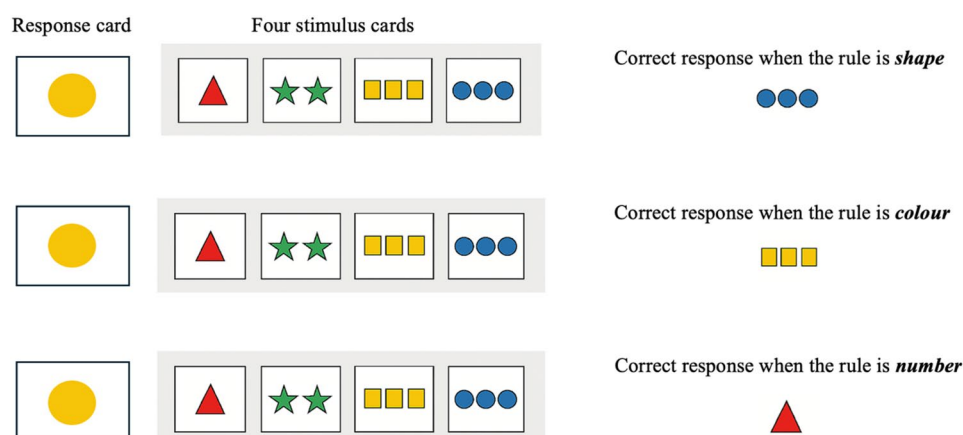 Response card
Four stimulus cards
Correct response when the rule is shape
Correct response when the rule is colour
Correct response when the rule is number